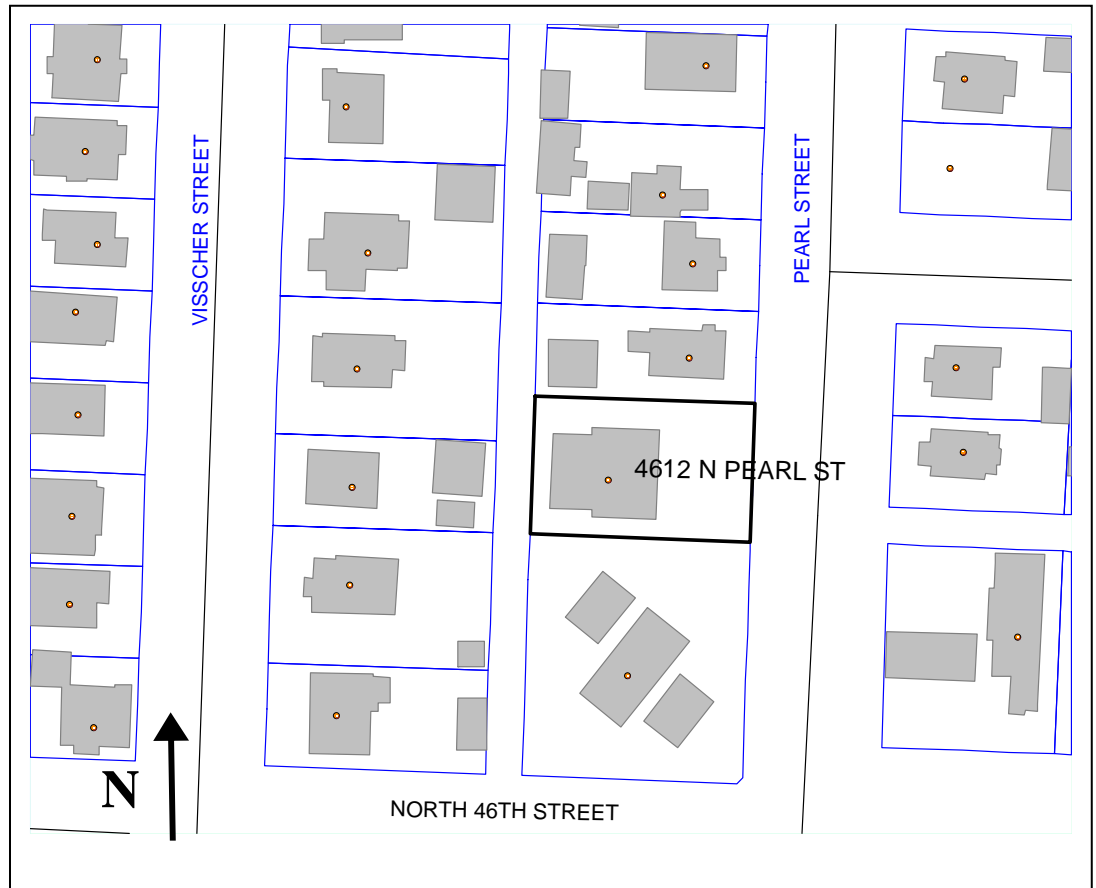 VISSCHER STREET
PEARL STREET
4612 N PEARL ST
N
NORTH 46TH STREET